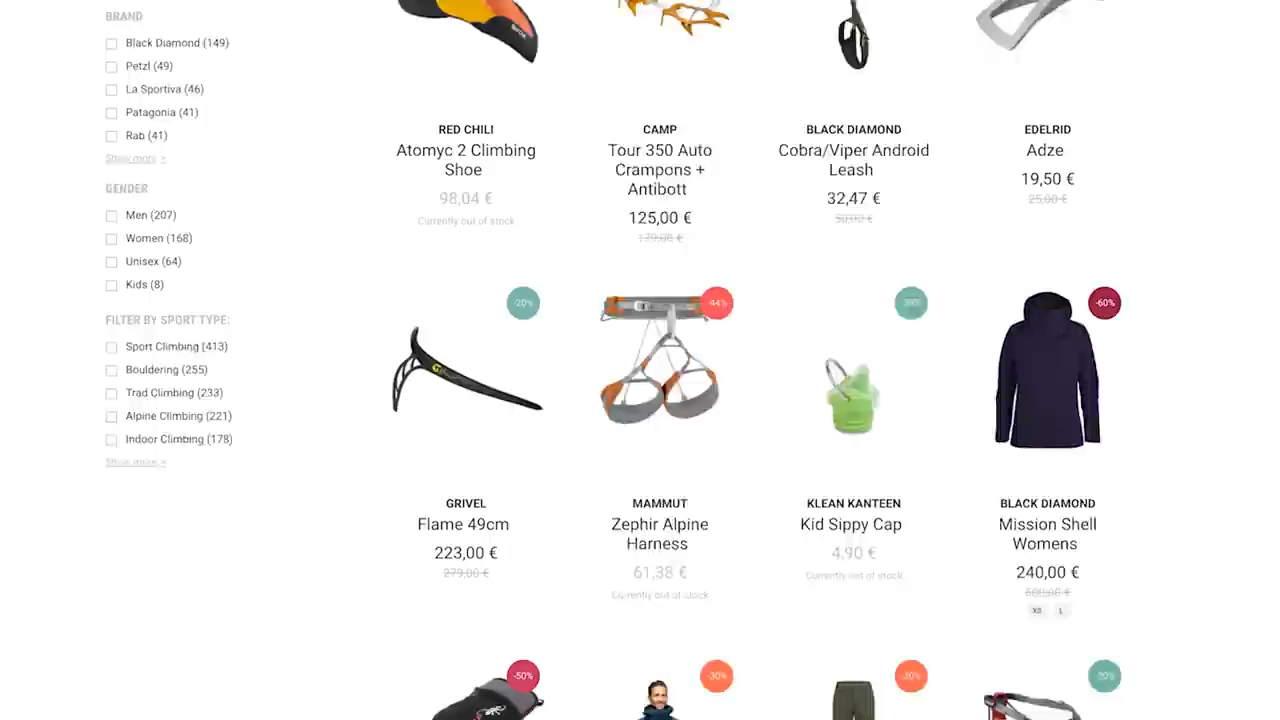 BRAND
Black Diamond (149)
Petzl (49)
La Sportiva (46)
Patagonia (41)
Rab (41)
Show more >
GENDER
Men (207)
Women (168)
Unisex (64)
Kids (8)
FILTER BY SPORT TYPE:
Sport Climbing (413)
Bouldering (255)
Trad Climbing (233)
Alpine Climbing (221)
Indoor Climbing (178)
Show more >
RED CHILI
Atomyc 2 Climbing
Shoe
98,04 €
Currently out of stock
CAMP
Tour 350 Auto
Crampons +
Antibott
125,00 €
179,00 €
BLACK DIAMOND
Cobra/Viper Android
Leash
32,47 €
EDELRID
Adze
19,50 €
25,00 €
-20%
GRIVEL
Flame 49cm
223,00 €
279,00 €
-44%
MAMMUT
Zephir Alpine
Harness
61,38 €
Currently out of stock
KLEAN KANTEEN
Kid Sippy Cap
4,90 €
Currently out of stock
-60%
BLACK DIAMOND
Mission Shell
Womens
240,00 €
600,00 €
XS L
-50%
-30%